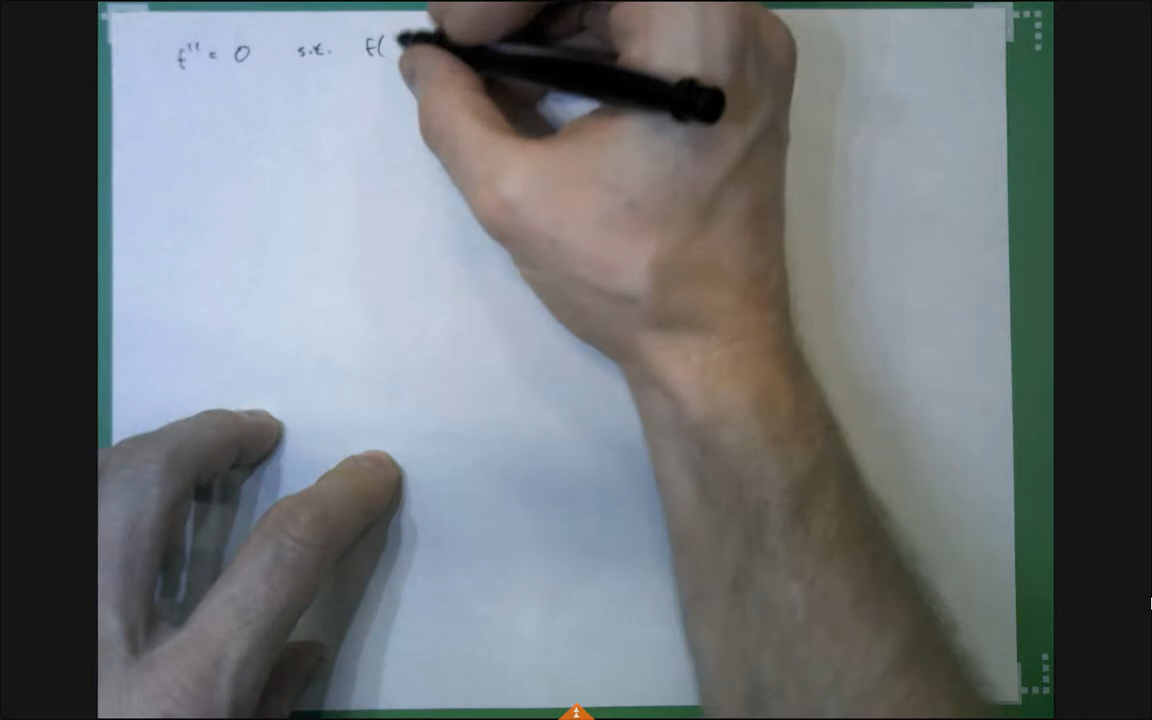 f'' = 0 s.t. f(